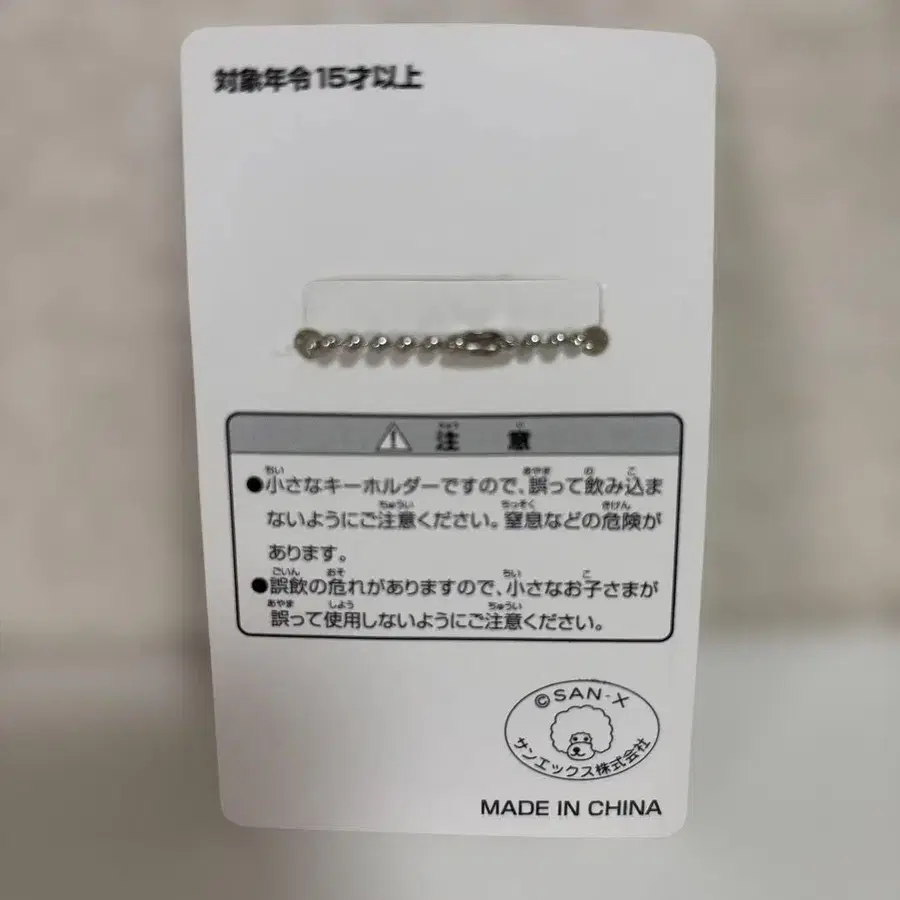 対象年令15才以上
⚠ 注意
●小さなキーホルダーですので、誤って飲み込ま
ないようにご注意ください。窒息などの危険が
あります。
●誤飲の危れがありますので、小さなお子さまが
誤って使用しないようにご注意ください。
©SAN-X
サンエックス株式会社
MADE IN CHINA